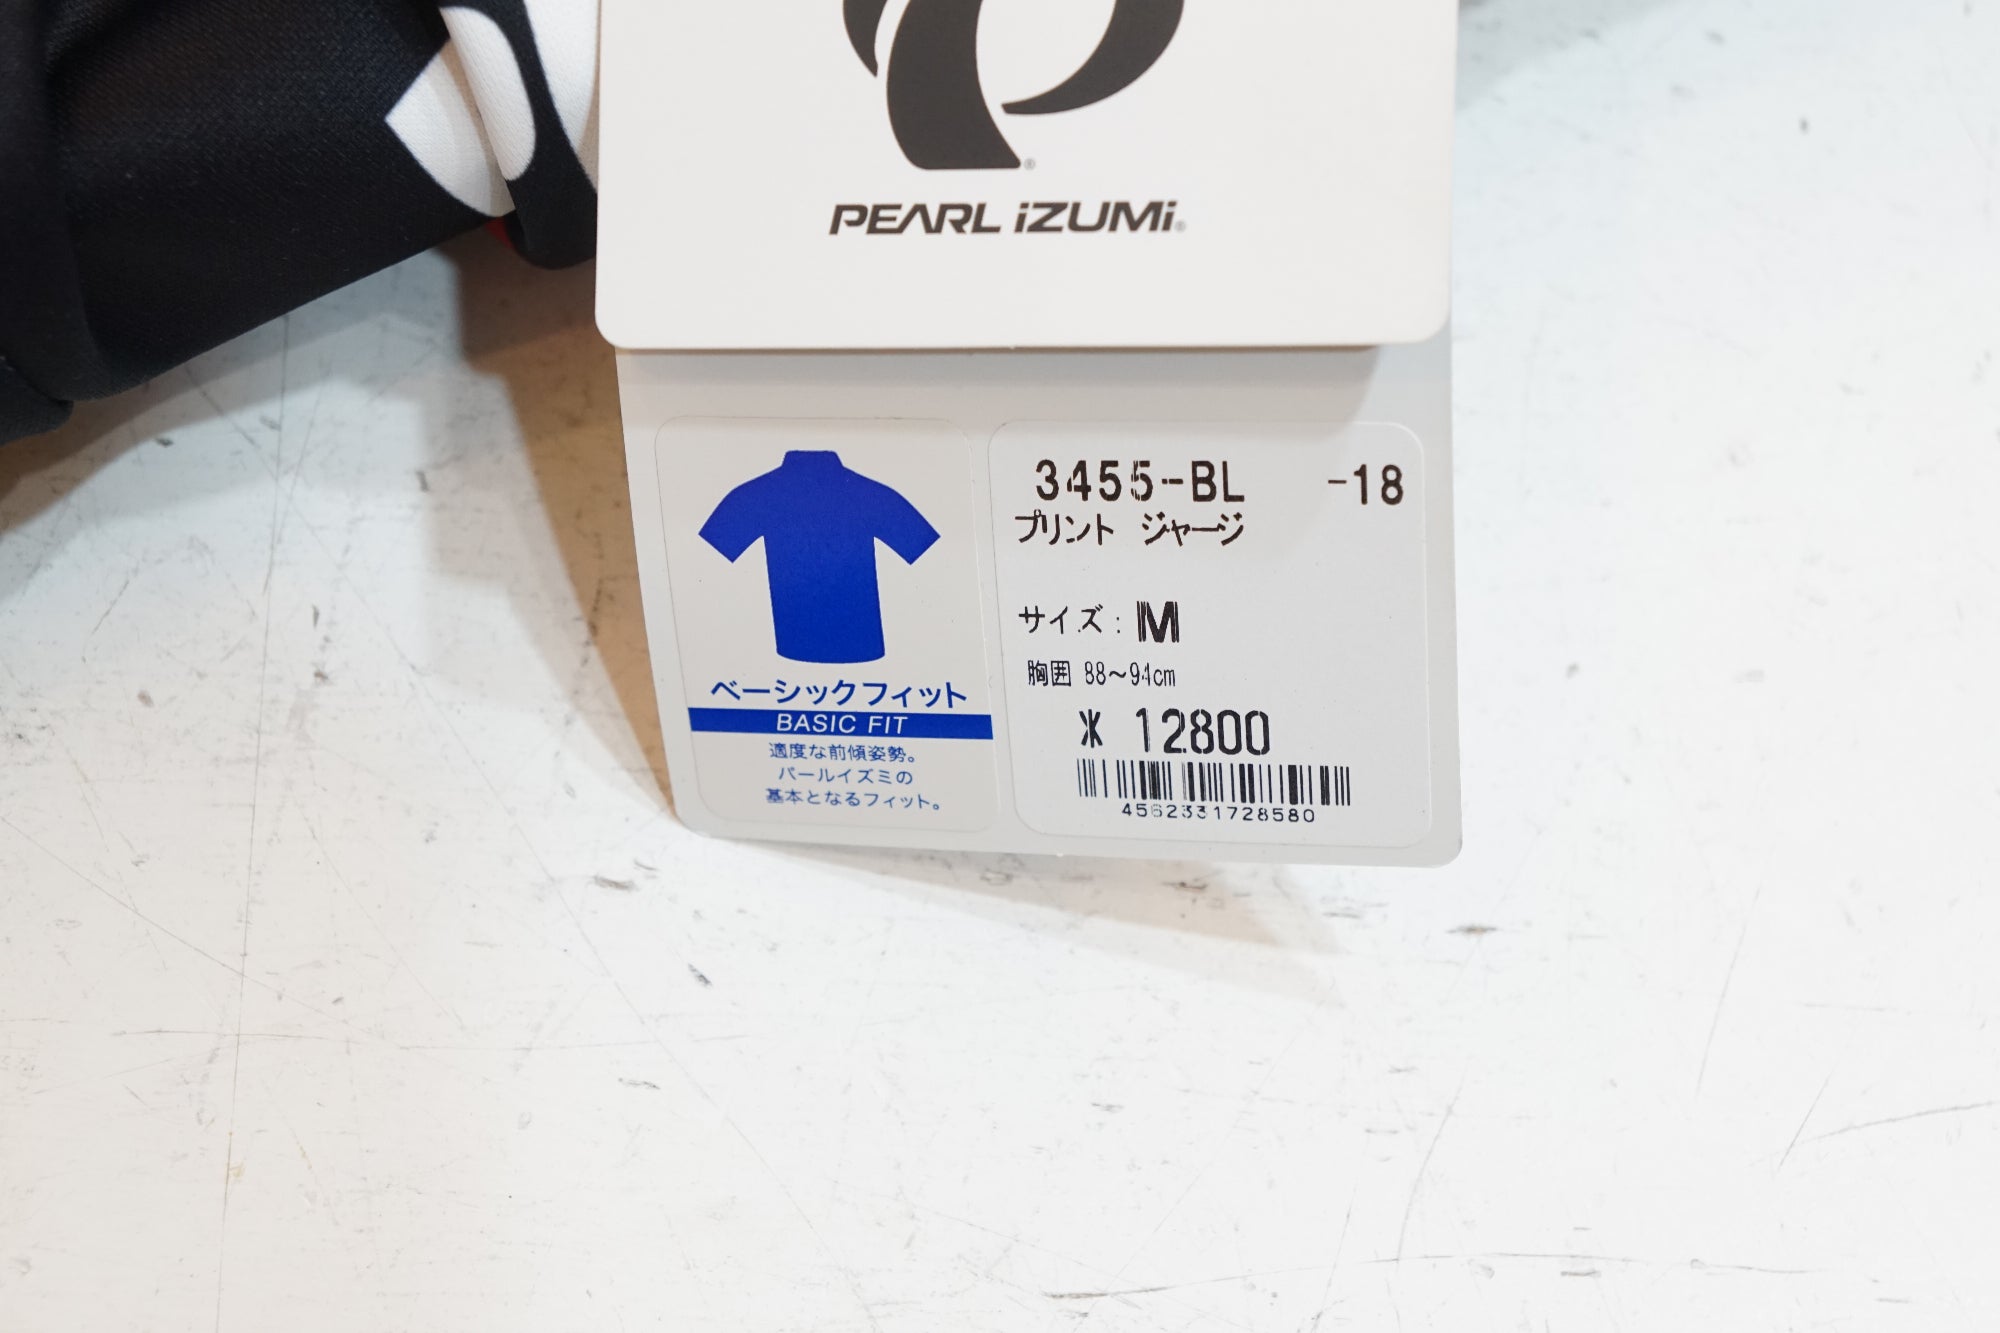 PEARL iZUMi®
3455-BL -18
プリント ジャージ
サイズ: M
胸囲 88～94cm
12800
4562331728580
ベーシックフィット
BASIC FIT
適度な前傾姿勢。
パールイズミの
基本となるフィット。